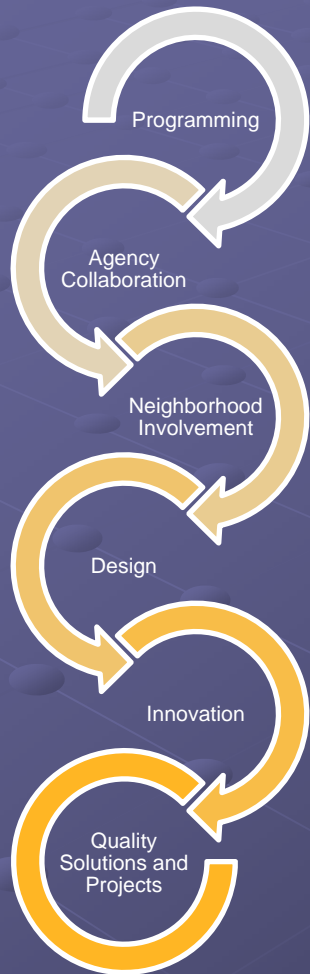 Programming
Agency
Collaboration
Neighborhood
Involvement
Design
Innovation
Quality
Solutions and
Projects